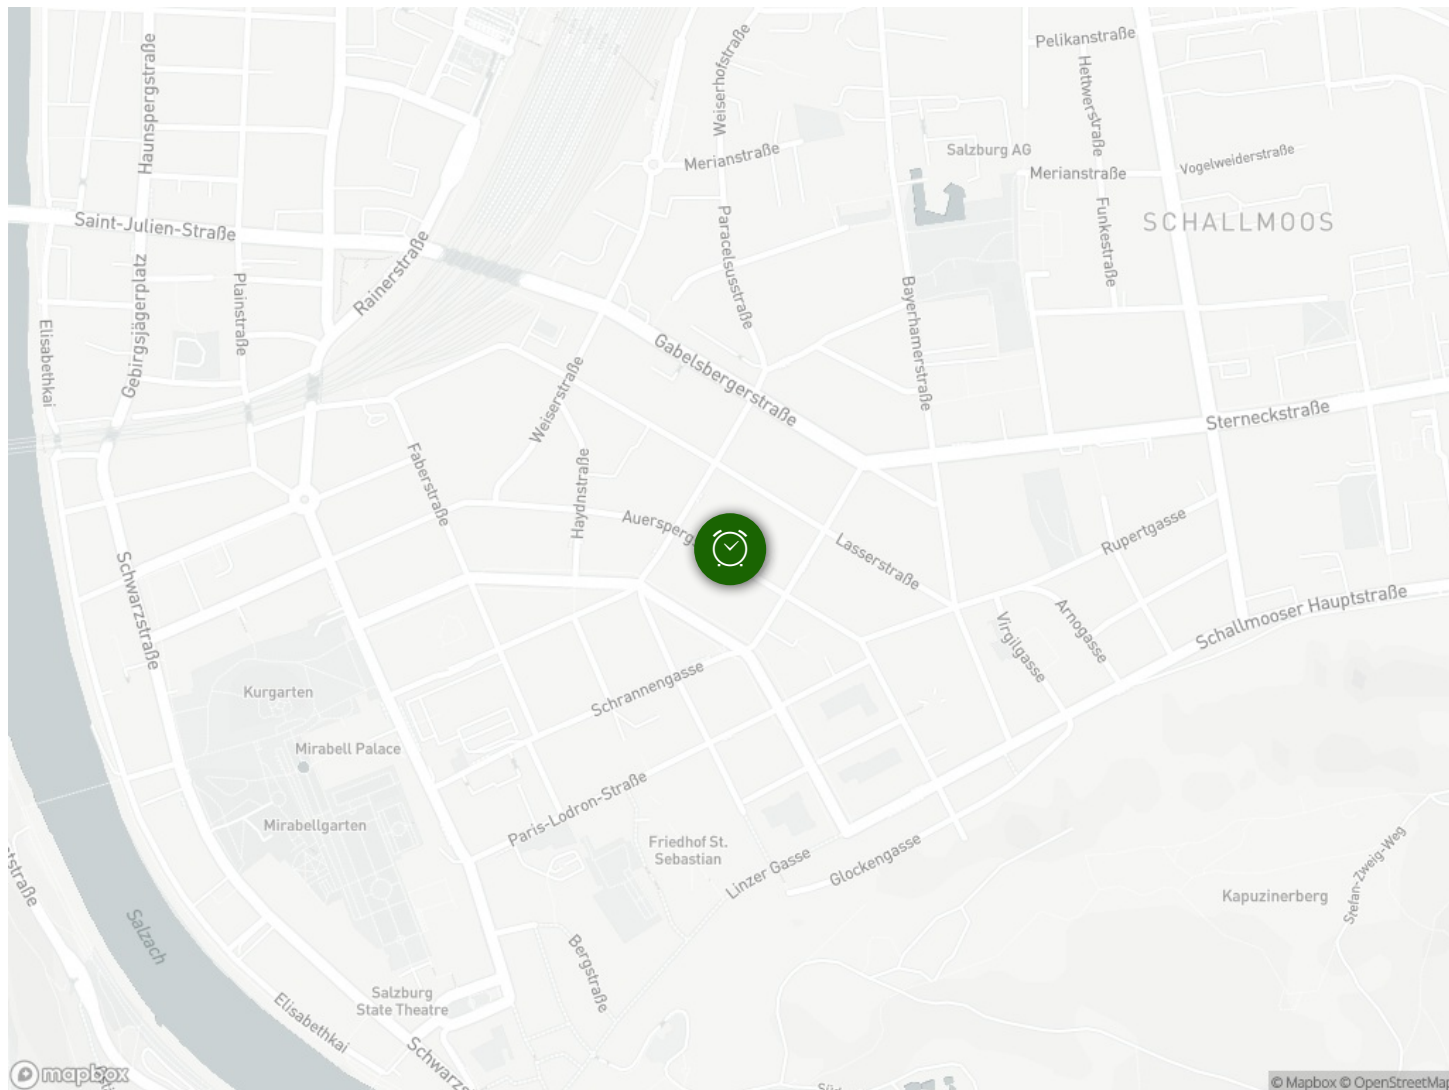 Pelikanstraße
Haunspergstraße
Weiserhofstraße
Hettwerstraße
Merianstraße
Salzburg AG
Merianstraße
Vogelweiderstraße
Saint-Julien-Straße
Rainerstraße
Paracelsusstraße
Funkestraße
SCHALLMOOS
Gebirgsjägerplatz
Plainstraße
Bayerhamerstraße
Elisabethkai
Gabelsbergerstraße
Weiserstraße
Sterneckstraße
Faberstraße
Haydnstraße
Auersperg
Rupertgasse
Lasserstraße
Schwarzstraße
Virgilgasse
Arnogasse
Schallmooser Hauptstraße
Kurgarten
Schrannengasse
Mirabell Palace
Mirabellgarten
Paris-Lodron-Straße
Friedhof St.
Sebastian
Linzer Gasse
Glockengasse
Kapuzinerberg
Stefan-Zweig-Weg
Salzach
Bergstraße
Salzburg
State Theatre
Elisabethkai
Schwarzs
mapbox
© Mapbox © OpenStreetMap